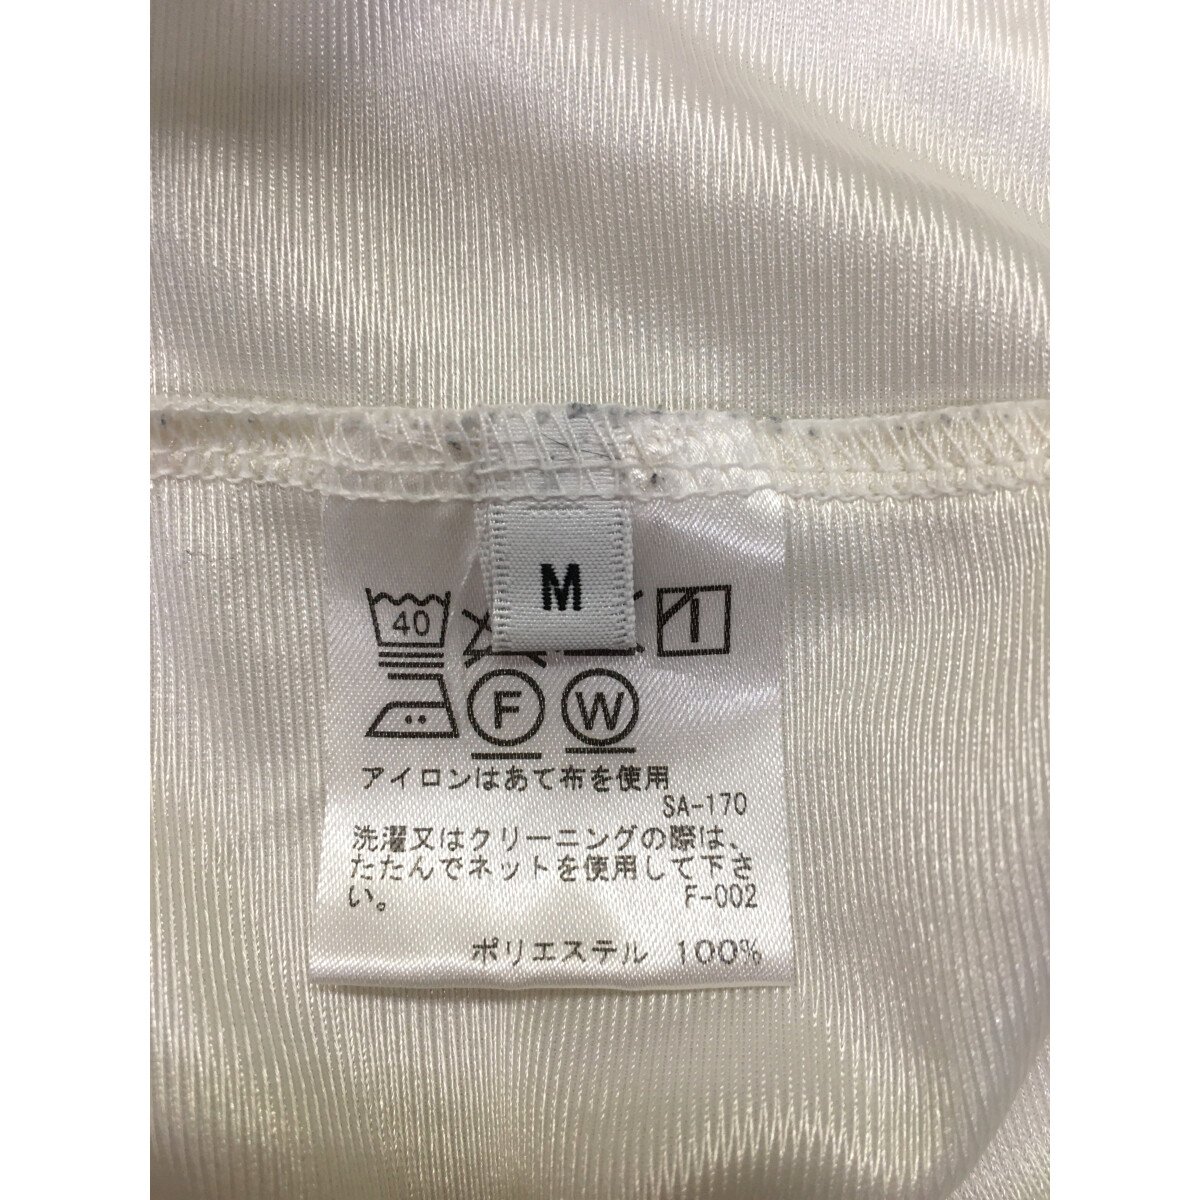 M
40
F W
アイロンはあて布を使用
SA-170
洗濯又はクリーニングの際は、
たたんでネットを使用して下さ
い。 F-002
ポリエステル 100%